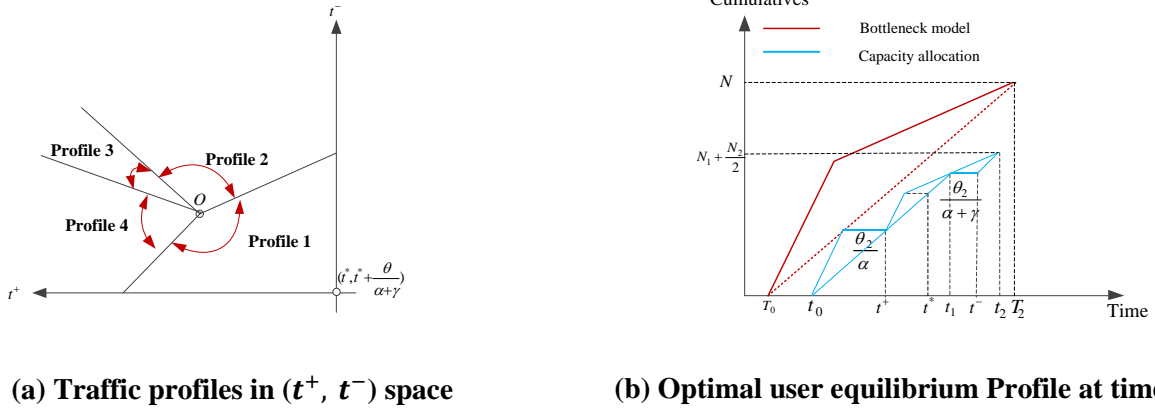 t⁻
Profile 3
Profile 2
O
Profile 4
Profile 1
(t*, t* + θ/(α+γ))
t⁺
Bottleneck model
Capacity allocation
N
N₁ + N₂/2
θ₂/(α + γ)
θ₂/α
T₀ t₀ t⁺ t* t₁ t⁻ t₂ T₂
Time
(a) Traffic profiles in (t⁺, t⁻) space
(b) Optimal user equilibrium Profile at time